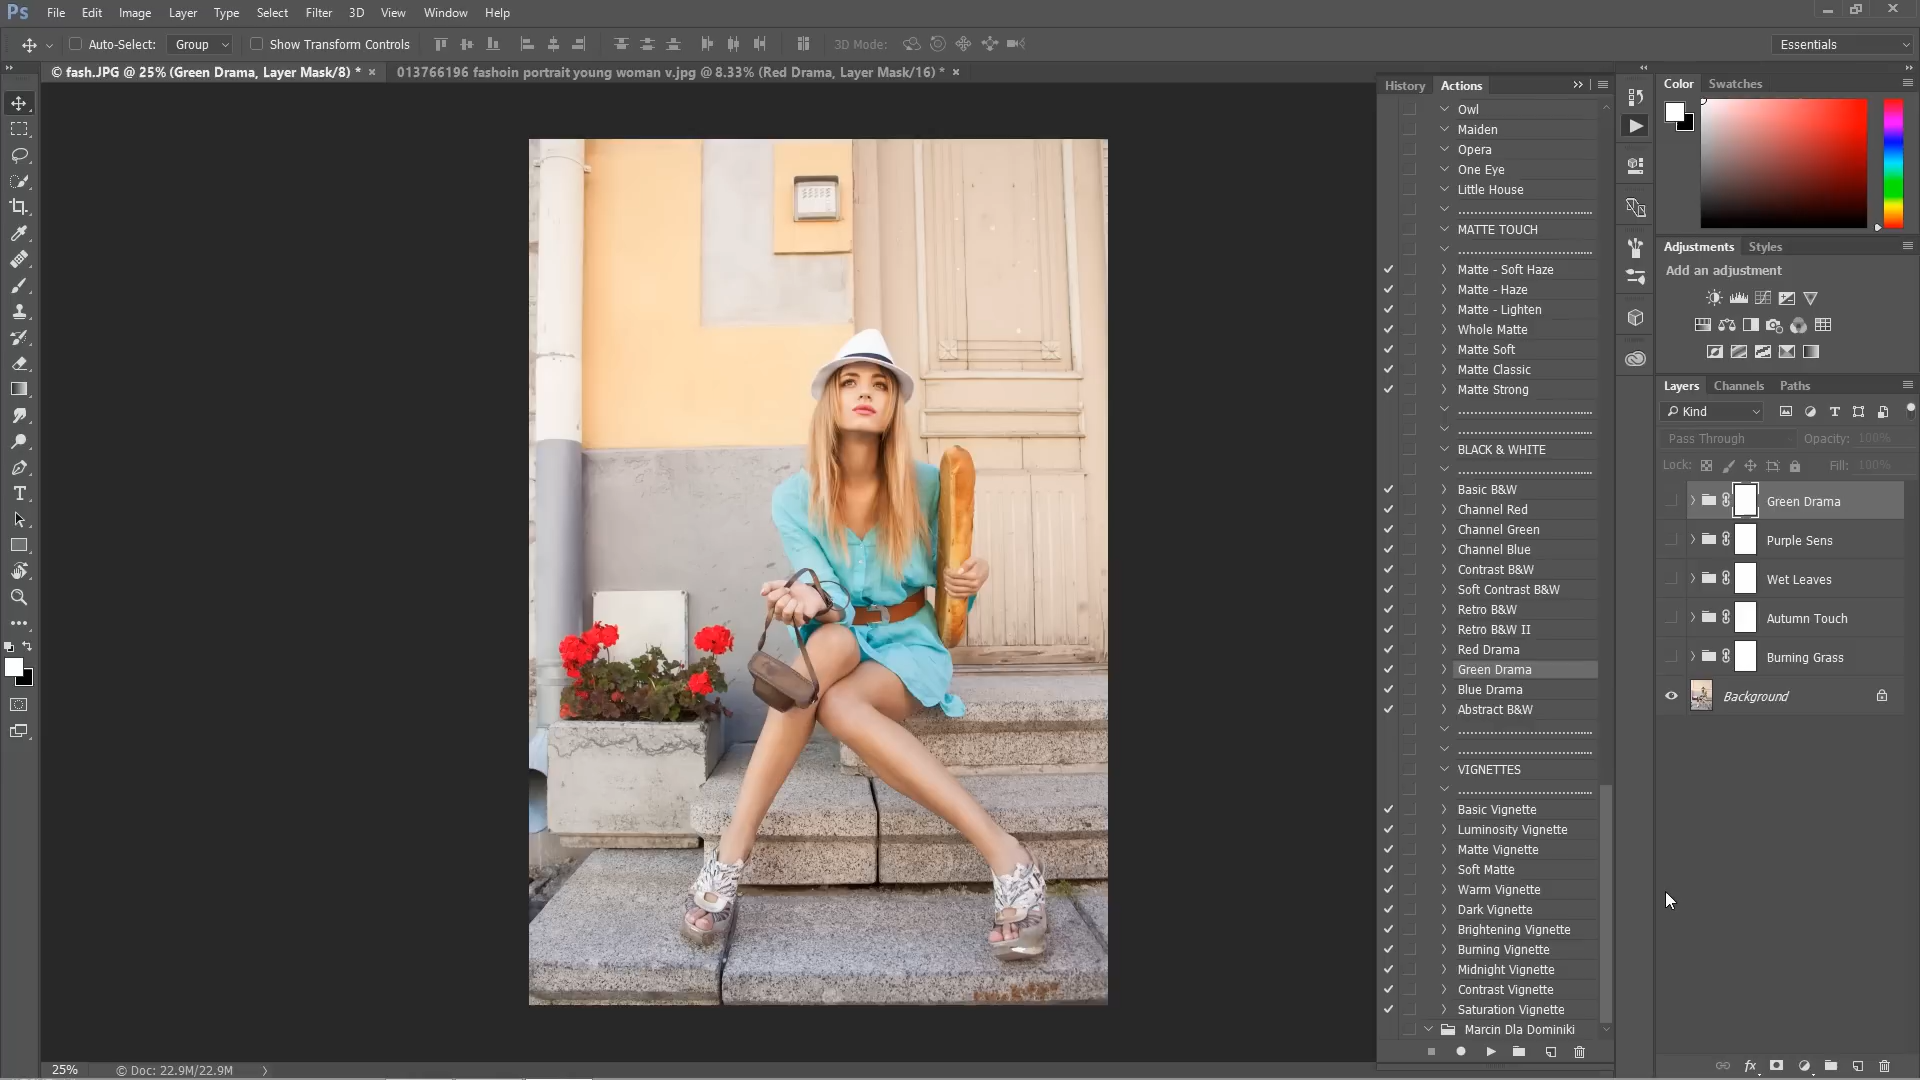 Ps File Edit Image Layer Type Select Filter 3D View Window Help
Auto-Select: Group Show Transform Controls 3D Mode: Essentials
© fash.JPG @ 25% (Green Drama, Layer Mask/8) * × 013766196 fashoin portrait young woman v.jpg @ 8.33% (Red Drama, Layer Mask/16) * ×
History Actions
Owl
Maiden
Opera
One Eye
Little House
MATTE TOUCH
Matte - Soft Haze
Matte - Haze
Matte - Lighten
Whole Matte
Matte Soft
Matte Classic
Matte Strong
BLACK & WHITE
Basic B&W
Channel Red
Channel Green
Channel Blue
Contrast B&W
Soft Contrast B&W
Retro B&W
Retro B&W II
Red Drama
Green Drama
Blue Drama
Abstract B&W
VIGNETTES
Basic Vignette
Luminosity Vignette
Matte Vignette
Soft Matte
Warm Vignette
Dark Vignette
Brightening Vignette
Burning Vignette
Midnight Vignette
Contrast Vignette
Saturation Vignette
Marcin Dla Dominiki
Color Swatches
Adjustments Styles
Add an adjustment
Layers Channels Paths
Kind
Pass Through Opacity: 100%
Lock: Fill: 100%
Green Drama
Purple Sens
Wet Leaves
Autumn Touch
Burning Grass
Background
fx
25% © Doc: 22.9M/22.9M